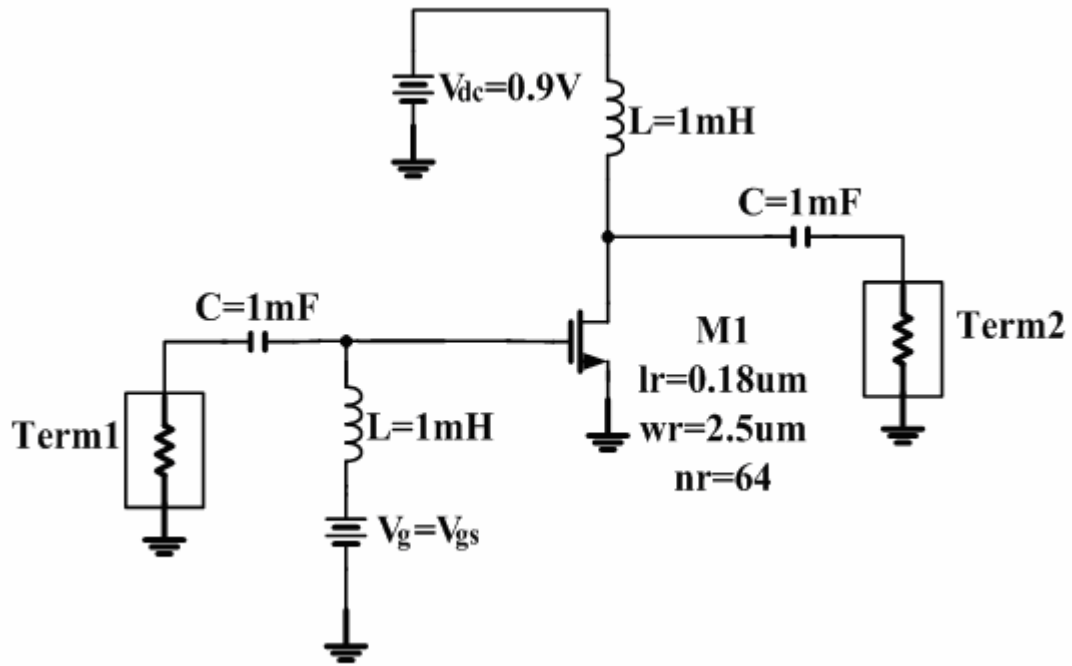 Vdc=0.9V
L=1mH
C=1mF
C=1mF
M1
Term2
lr=0.18um
Term1
L=1mH
wr=2.5um
nr=64
Vg=Vgs